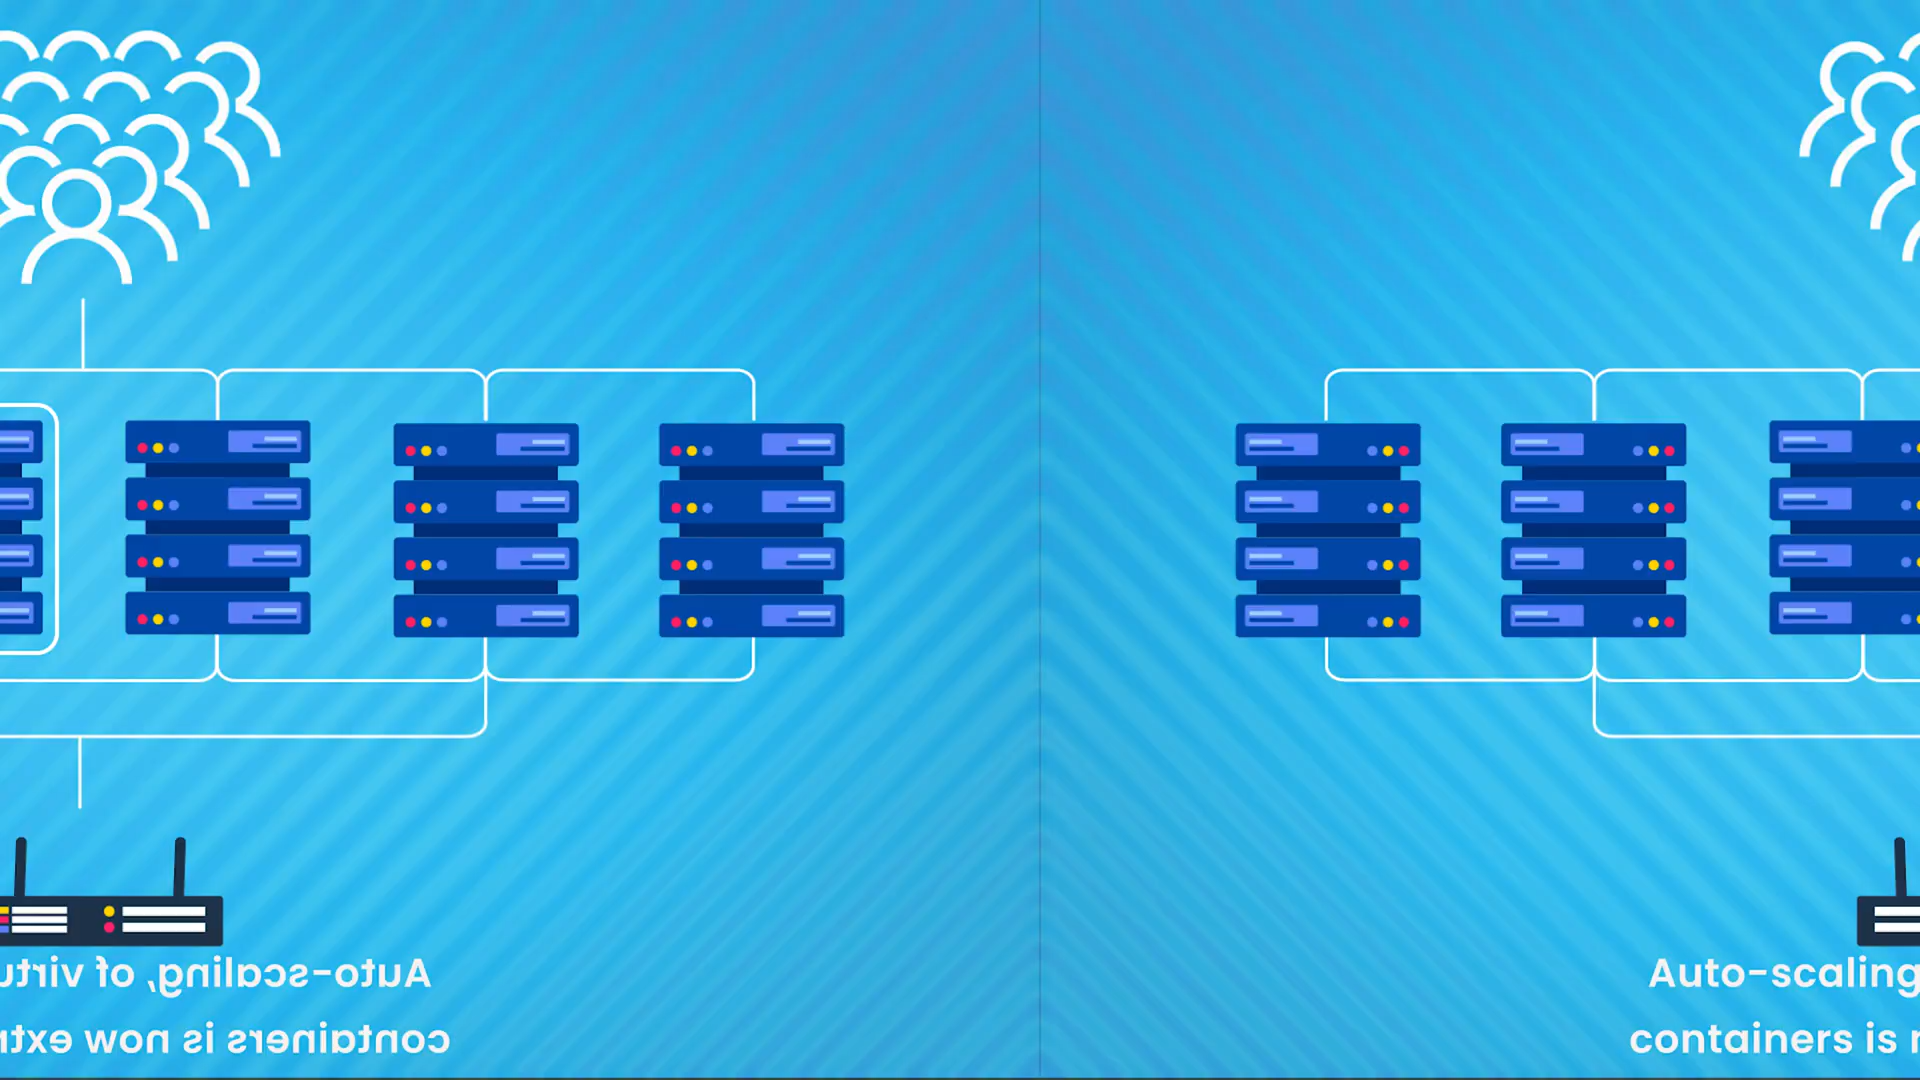 Auto-scaling, of
containers is now
Auto-scaling
containers is